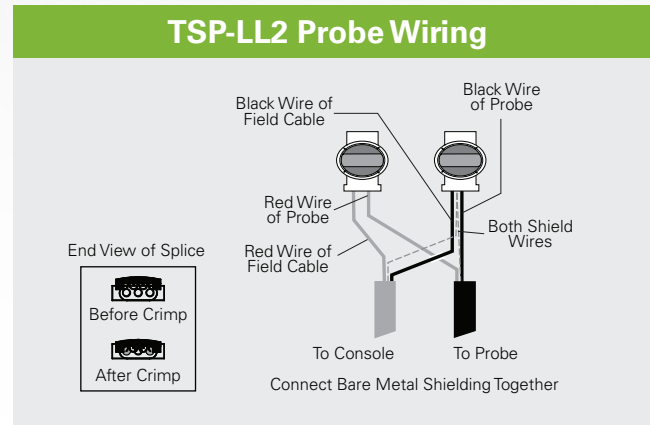 TSP-LL2 Probe Wiring
Black Wire of
Field Cable
Black Wire
of Probe
Red Wire
of Probe
Both Shield
Wires
Red Wire of
Field Cable
End View of Splice
Before Crimp
After Crimp
To Console
To Probe
Connect Bare Metal Shielding Together